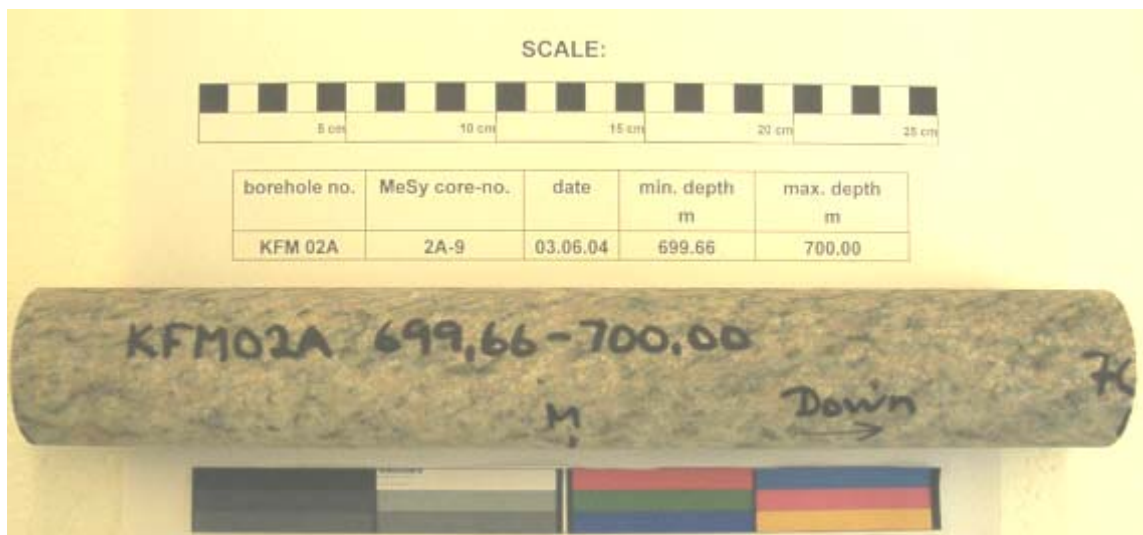 SCALE:
5 cm 10 cm 15 cm 20 cm 25 cm
borehole no. MeSy core-no. date min. depth m max. depth m
KFM 02A 2A-9 03.06.04 699.66 700.00
KFM02A 699,66-700,00
M
Down